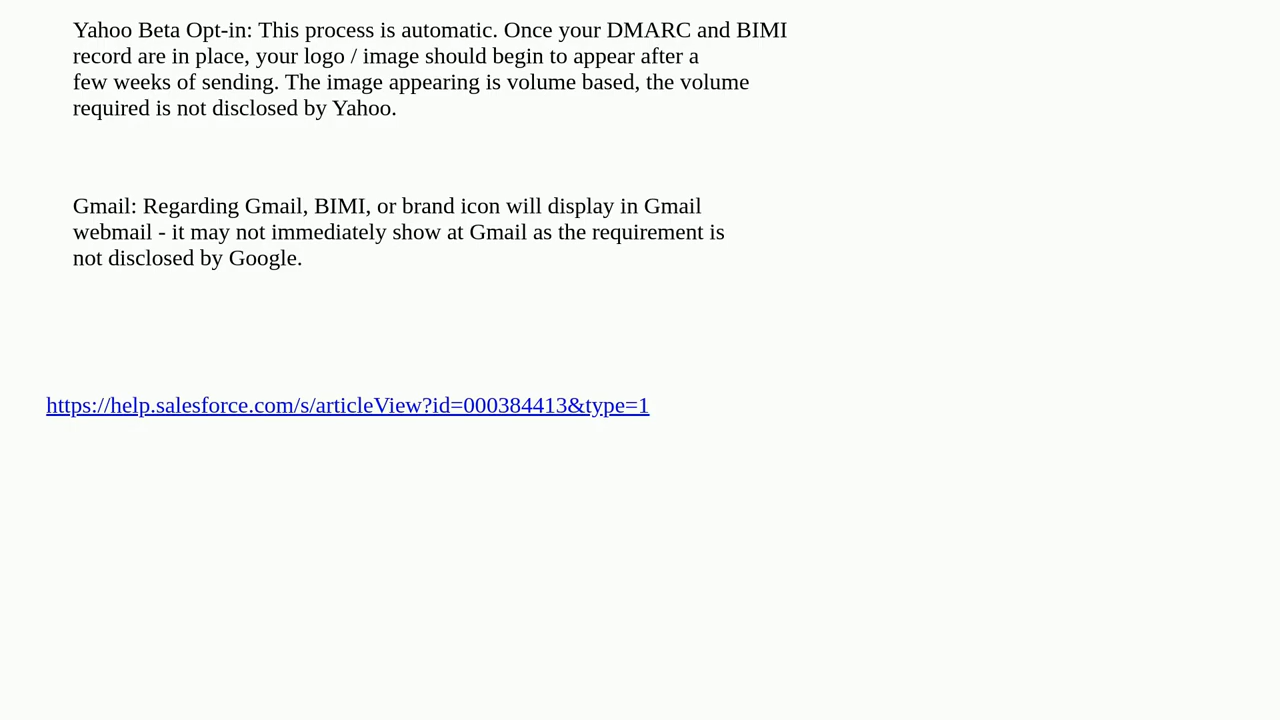 Yahoo Beta Opt-in: This process is automatic. Once your DMARC and BIMI
record are in place, your logo / image should begin to appear after a
few weeks of sending. The image appearing is volume based, the volume
required is not disclosed by Yahoo.
Gmail: Regarding Gmail, BIMI, or brand icon will display in Gmail
webmail - it may not immediately show at Gmail as the requirement is
not disclosed by Google.
https://help.salesforce.com/s/articleView?id=000384413&type=1